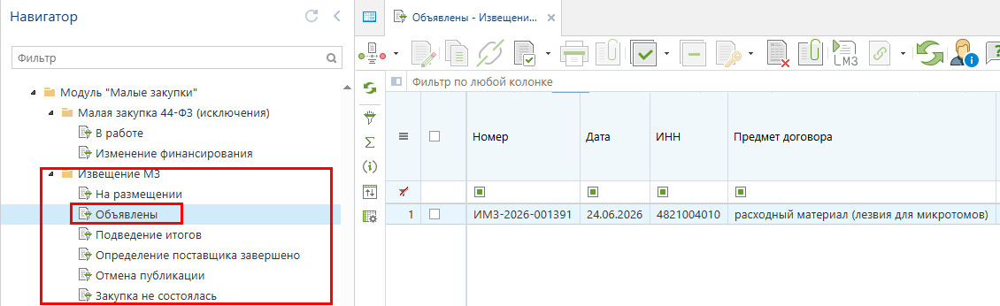 Навигатор
Фильтр
Модуль "Малые закупки"
Малая закупка 44-ФЗ (исключения)
В работе
Изменение финансирования
Извещение МЗ
На размещении
Объявлены
Подведение итогов
Определение поставщика завершено
Отмена публикации
Закупка не состоялась
Объявлены - Извещени...
МЗ
Фильтр по любой колонке
Номер Дата ИНН Предмет договора
1 ИМЗ-2026-001391 24.06.2026 4821004010 расходный материал (лезвия для микротомов)